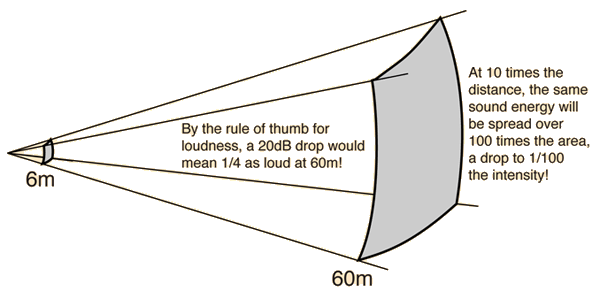 6m
By the rule of thumb for
loudness, a 20dB drop would
mean 1/4 as loud at 60m!
At 10 times the
distance, the same
sound energy will
be spread over
100 times the area,
a drop to 1/100
the intensity!
60m